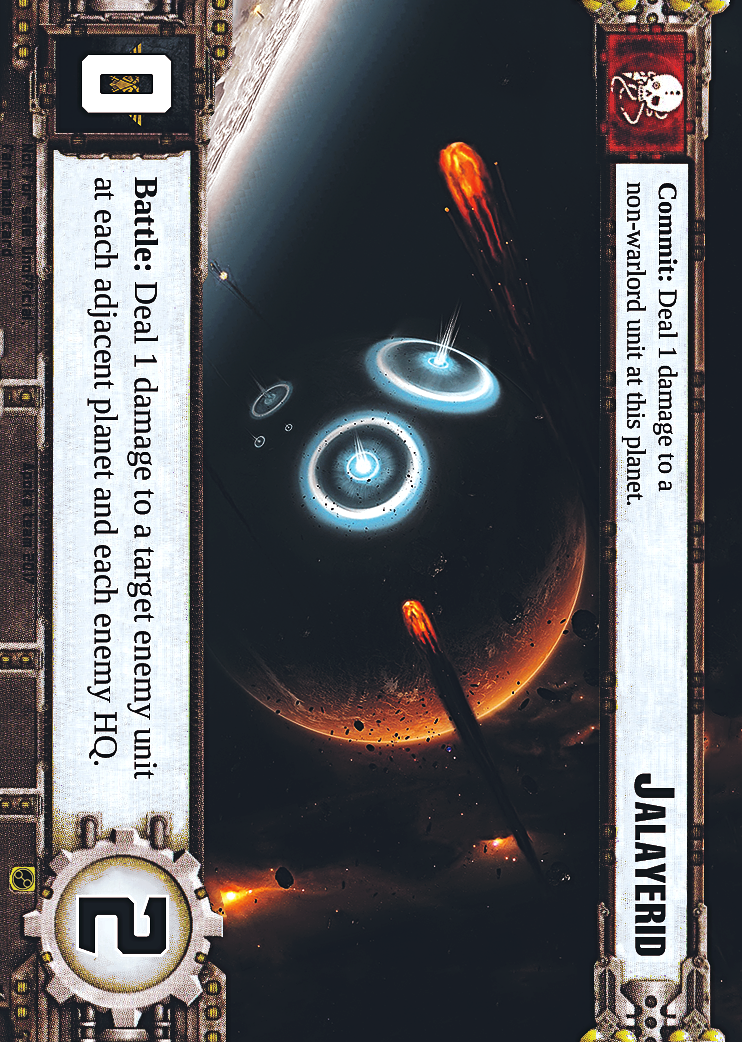 Commit: Deal 1 damage to a
non-warlord unit at this planet.
JALAYERID
0
Battle: Deal 1 damage to a target enemy unit
at each adjacent planet and each enemy HQ.
2